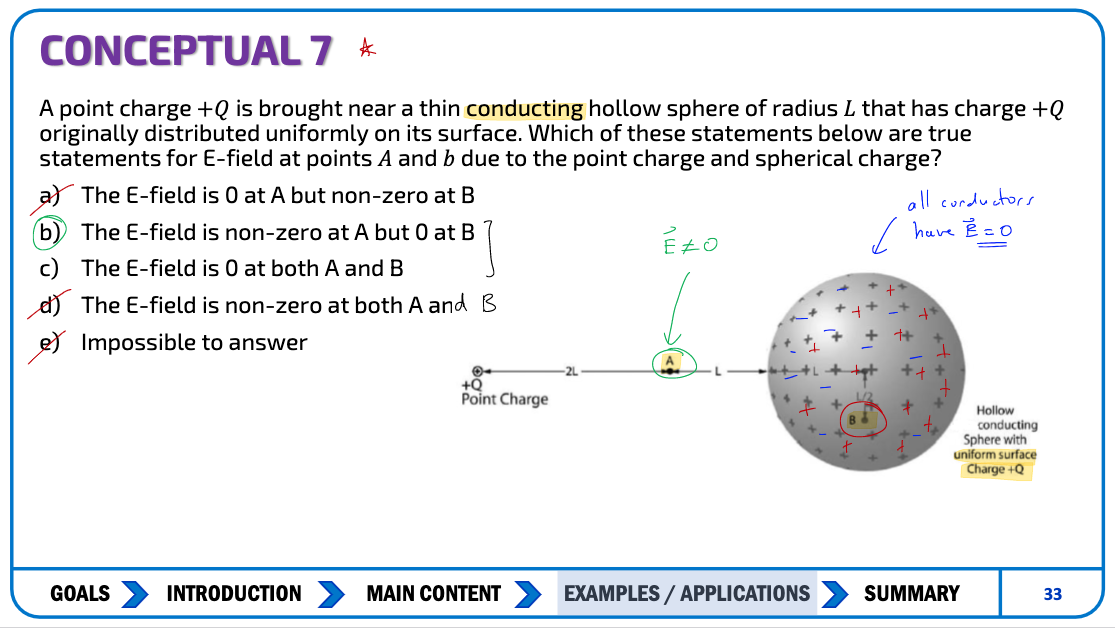 CONCEPTUAL 7
A point charge +Q is brought near a thin conducting hollow sphere of radius L that has charge +Q
originally distributed uniformly on its surface. Which of these statements below are true
statements for E-field at points A and b due to the point charge and spherical charge?
a) The E-field is 0 at A but non-zero at B
b) The E-field is non-zero at A but 0 at B
c) The E-field is 0 at both A and B
d) The E-field is non-zero at both A and B
e) Impossible to answer
all conductors
have E⃗ = 0
E⃗ ≠ 0
A
2L
L
L
L/2
B
+Q
Point Charge
Hollow
conducting
Sphere with
uniform surface
Charge +Q
GOALS
INTRODUCTION
MAIN CONTENT
EXAMPLES / APPLICATIONS
SUMMARY
33